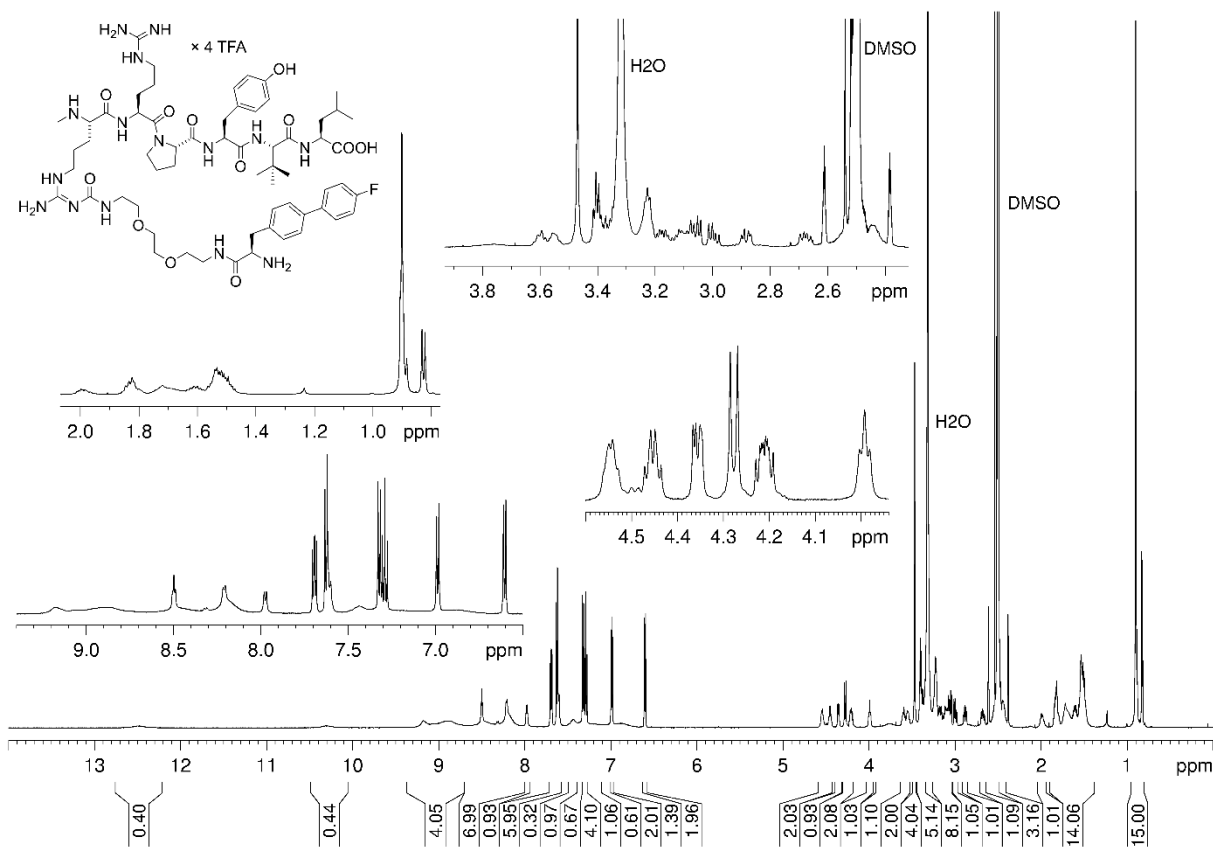 H2N NH
HN
× 4 TFA
OH
O
HN
O
N
H
O
N
O
N
H
O
H
N
O
N
H
COOH
HN
O
H2N
N
N
H
O
O
H
N
O
NH2
F
H2O
DMSO
3.8 3.6 3.4 3.2 3.0 2.8 2.6 ppm
2.0 1.8 1.6 1.4 1.2 1.0 ppm
DMSO
H2O
4.5 4.4 4.3 4.2 4.1 ppm
9.0 8.5 8.0 7.5 7.0 ppm
13 12 11 10 9 8 7 6 5 4 3 2 1 ppm
0.40 0.44 4.05 6.99 0.93 5.95 0.32 0.97 0.67 4.10 1.06 0.61 2.01 1.39 1.96 2.03 0.93 2.08 1.03 1.10 2.00 4.04 5.14 8.15 1.05 1.01 1.09 3.16 1.01 14.06 15.00